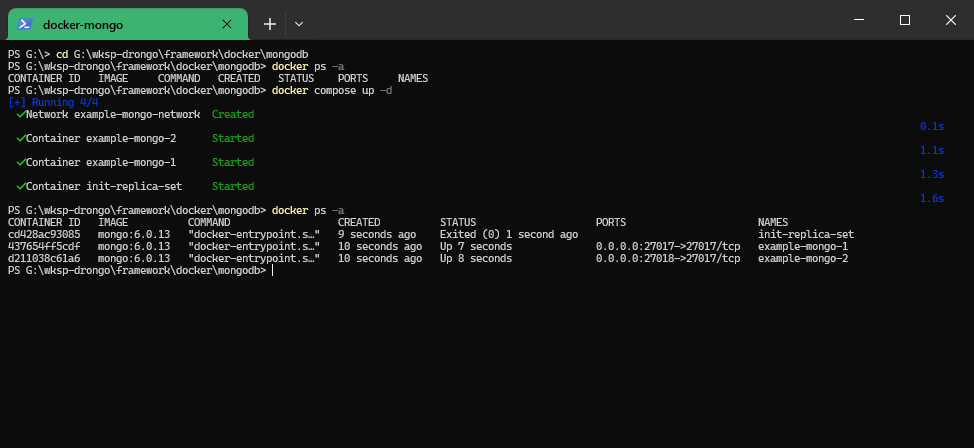 docker-mongo
PS G:\> cd G:\wksp-drongo\framework\docker\mongodb
PS G:\wksp-drongo\framework\docker\mongodb> docker ps -a
CONTAINER ID   IMAGE     COMMAND   CREATED   STATUS    PORTS     NAMES
PS G:\wksp-drongo\framework\docker\mongodb> docker compose up -d
[+] Running 4/4
✓Network example-mongo-network  Created
0.1s
✓Container example-mongo-2      Started
1.1s
✓Container example-mongo-1      Started
1.3s
✓Container init-replica-set     Started
1.6s
PS G:\wksp-drongo\framework\docker\mongodb> docker ps -a
CONTAINER ID   IMAGE          COMMAND                  CREATED          STATUS                    PORTS                      NAMES
cd428ac93085   mongo:6.0.13   "docker-entrypoint.s…"   9 seconds ago    Exited (0) 1 second ago                              init-replica-set
437654ff5cdf   mongo:6.0.13   "docker-entrypoint.s…"   10 seconds ago   Up 7 seconds              0.0.0.0:27017->27017/tcp   example-mongo-1
d211038c61a6   mongo:6.0.13   "docker-entrypoint.s…"   10 seconds ago   Up 8 seconds              0.0.0.0:27018->27017/tcp   example-mongo-2
PS G:\wksp-drongo\framework\docker\mongodb>